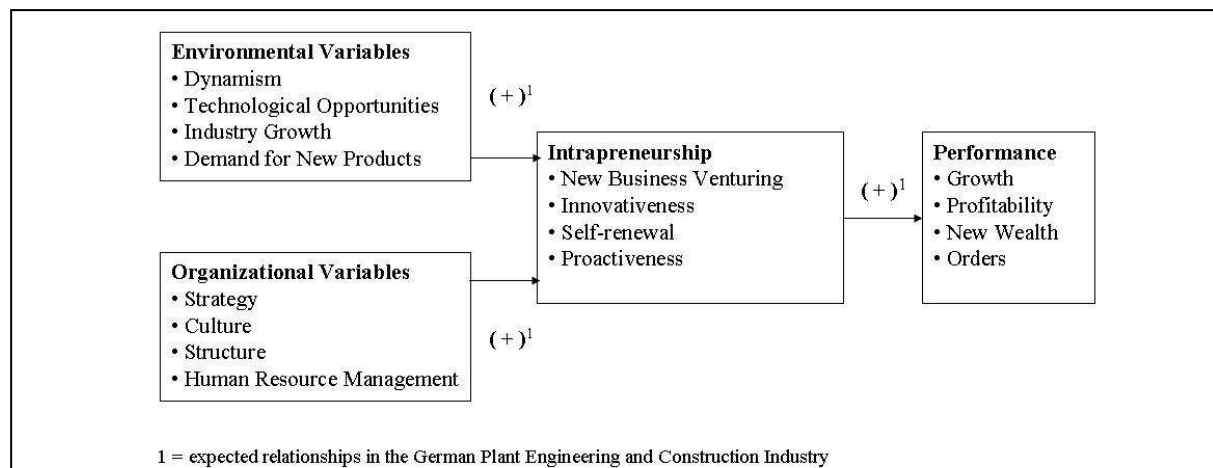 Environmental Variables
• Dynamism
• Technological Opportunities
• Industry Growth
• Demand for New Products
(+)¹
Organizational Variables
• Strategy
• Culture
• Structure
• Human Resource Management
(+)¹
Intrapreneurship
• New Business Venturing
• Innovativeness
• Self-renewal
• Proactiveness
(+)¹
Performance
• Growth
• Profitability
• New Wealth
• Orders
1 = expected relationships in the German Plant Engineering and Construction Industry